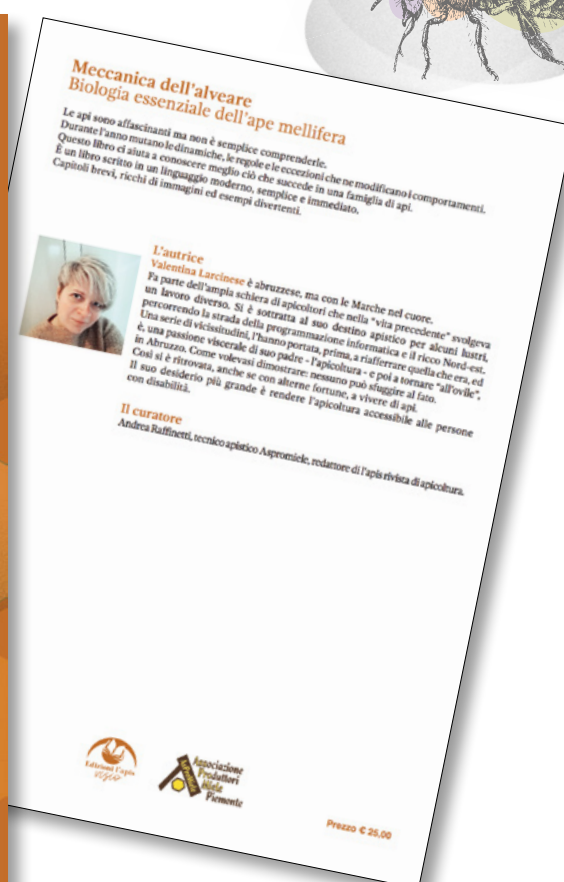 Meccanica dell'alveare
Biologia essenziale dell'ape mellifera
Le api sono affascinanti ma non è semplice comprenderle.
Durante l'anno mutano le dinamiche, le regole e le eccezioni che ne modificano i comportamenti.
Questo libro ci aiuta a conoscere meglio ciò che succede in una famiglia di api.
È un libro scritto in un linguaggio moderno, semplice e immediato.
Capitoli brevi, ricchi di immagini ed esempi divertenti.
L'autrice
Valentina Larcinese è abruzzese, ma con le Marche nel cuore.
Fa parte dell'ampia schiera di apicoltori che nella "vita precedente" svolgeva
un lavoro diverso. Si è sottratta al suo destino apistico per alcuni lustri,
percorrendo la strada della programmazione informatica e il ricco Nord-est.
Una serie di vicissitudini, l'hanno portata, prima, a riafferrare quella che era, ed
è, una passione viscerale di suo padre - l'apicoltura - e poi a tornare "all'ovile",
in Abruzzo. Come volevasi dimostrare: nessuno può sfuggire al fato.
Così si è ritrovata, anche se con alterne fortune, a vivere di api.
Il suo desiderio più grande è rendere l'apicoltura accessibile alle persone
con disabilità.
Il curatore
Andrea Raffinetti, tecnico apistico Aspromiele, redattore di l'apis rivista di apicoltura.
Edizioni l'apis
Aspromiele
Associazione
Produttori
Miele
Piemonte
Prezzo € 25,00